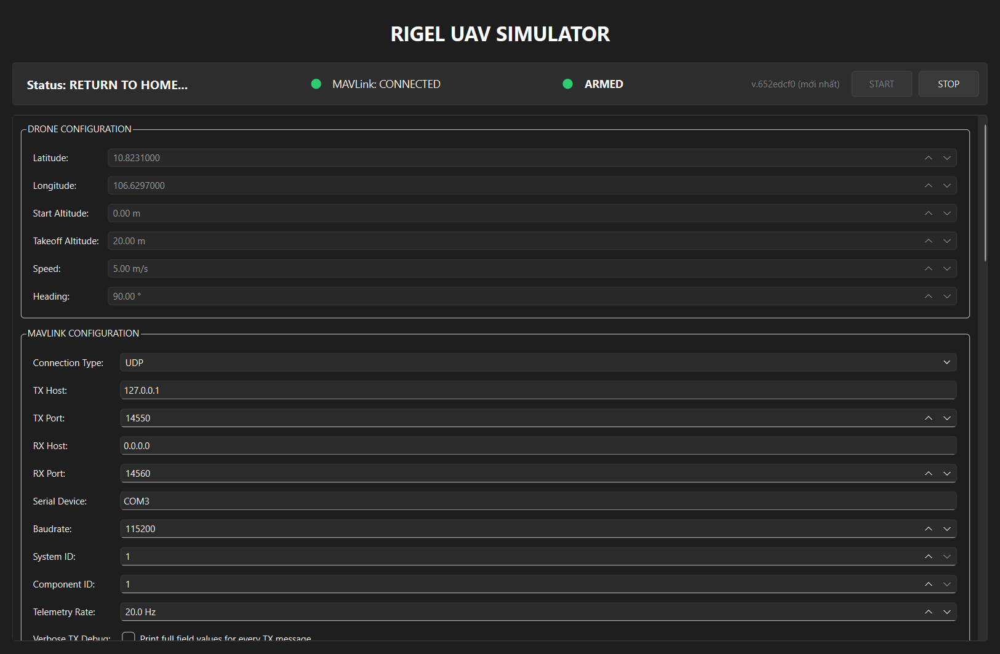 RIGEL UAV SIMULATOR
Status: RETURN TO HOME... MAVLink: CONNECTED ARMED v.652edcf0 (mới nhất) START STOP
DRONE CONFIGURATION
Latitude: 10.8231000
Longitude: 106.6297000
Start Altitude: 0.00 m
Takeoff Altitude: 20.00 m
Speed: 5.00 m/s
Heading: 90.00 °
MAVLINK CONFIGURATION
Connection Type: UDP
TX Host: 127.0.0.1
TX Port: 14550
RX Host: 0.0.0.0
RX Port: 14560
Serial Device: COM3
Baudrate: 115200
System ID: 1
Component ID: 1
Telemetry Rate: 20.0 Hz
Verbose TX Debug: Print full field values for every TX message